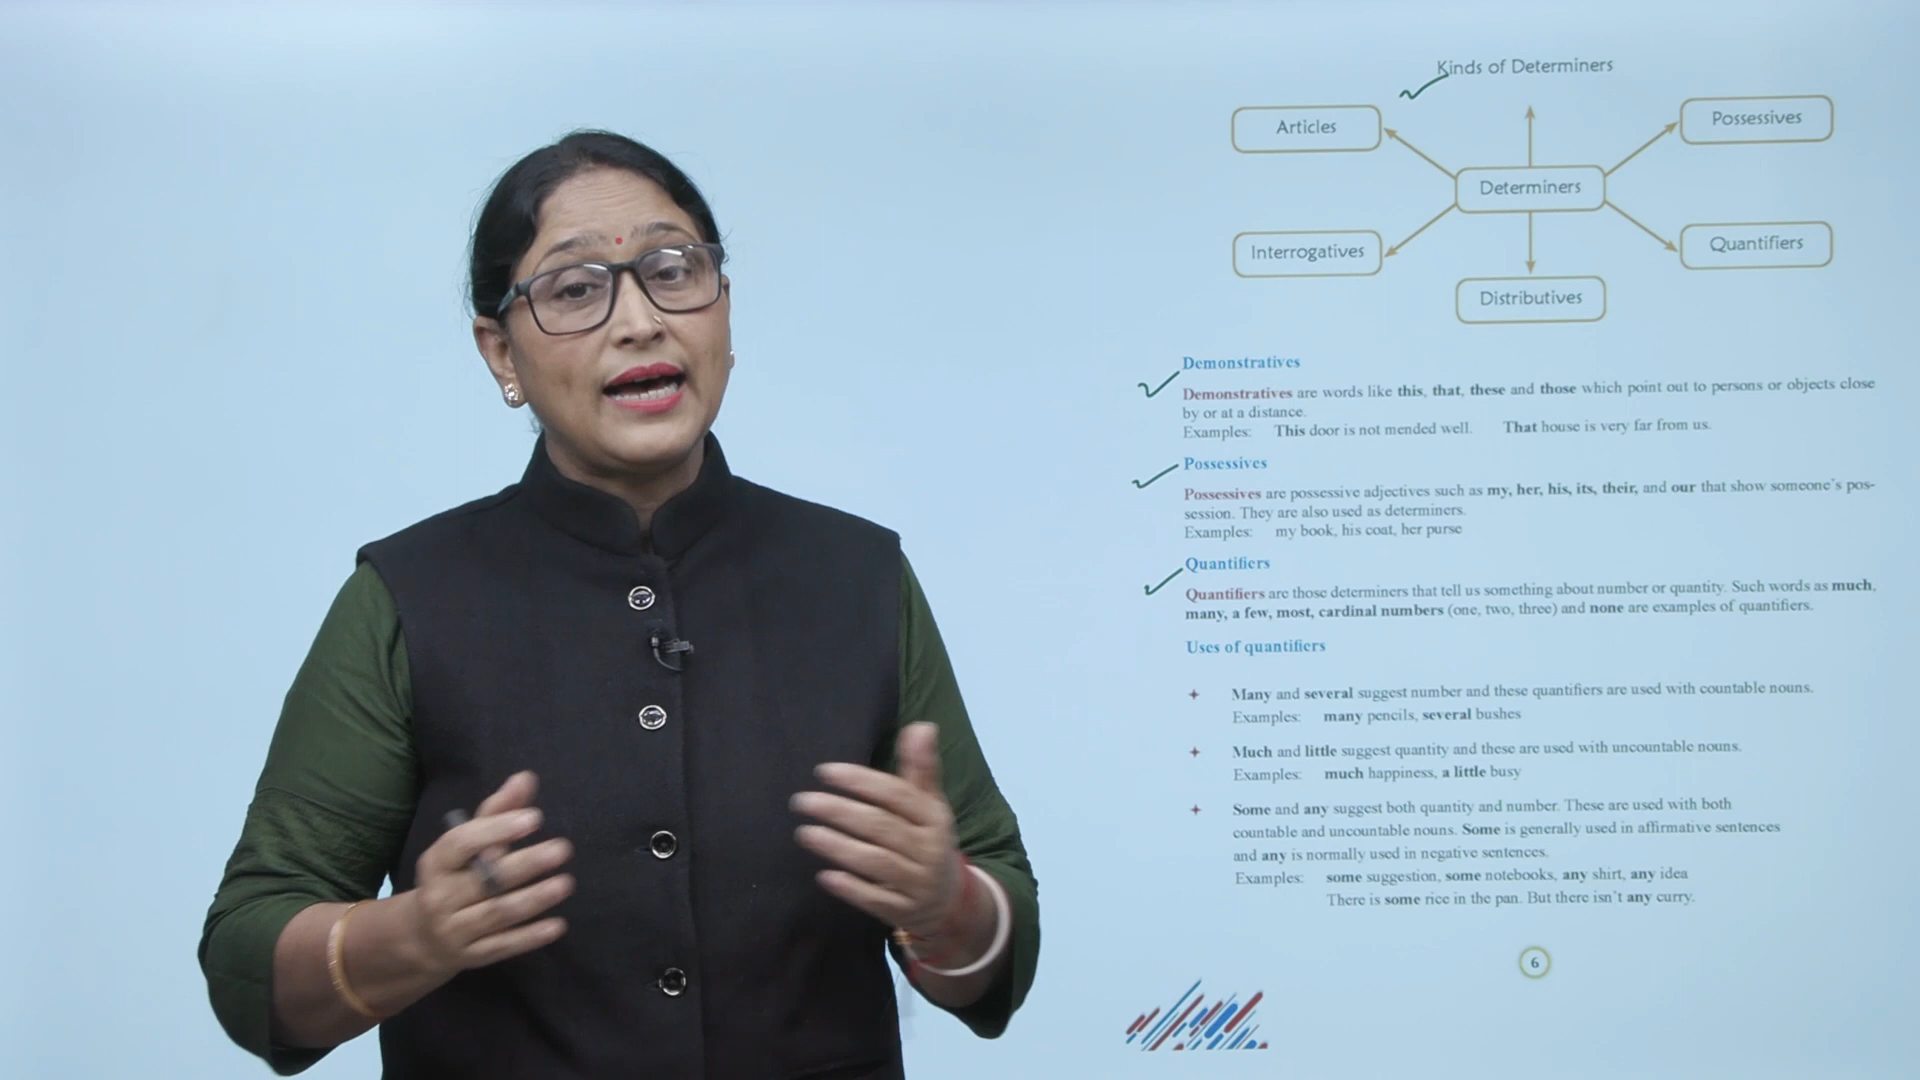 Kinds of Determiners
Articles
Possessives
Determiners
Interrogatives
Quantifiers
Distributives
Demonstratives
Demonstratives are words like this, that, these and those which point out to persons or objects close
by or at a distance.
Examples: This door is not mended well. That house is very far from us.
Possessives
Possessives are possessive adjectives such as my, her, his, its, their, and our that show someone's pos-
session. They are also used as determiners.
Examples: my book, his coat, her purse
Quantifiers
Quantifiers are those determiners that tell us something about number or quantity. Such words as much,
many, a few, most, cardinal numbers (one, two, three) and none are examples of quantifiers.
Uses of quantifiers
Many and several suggest number and these quantifiers are used with countable nouns.
Examples: many pencils, several bushes
Much and little suggest quantity and these are used with uncountable nouns.
Examples: much happiness, a little busy
Some and any suggest both quantity and number. These are used with both
countable and uncountable nouns. Some is generally used in affirmative sentences
and any is normally used in negative sentences.
Examples: some suggestion, some notebooks, any shirt, any idea
There is some rice in the pan. But there isn't any curry.
6